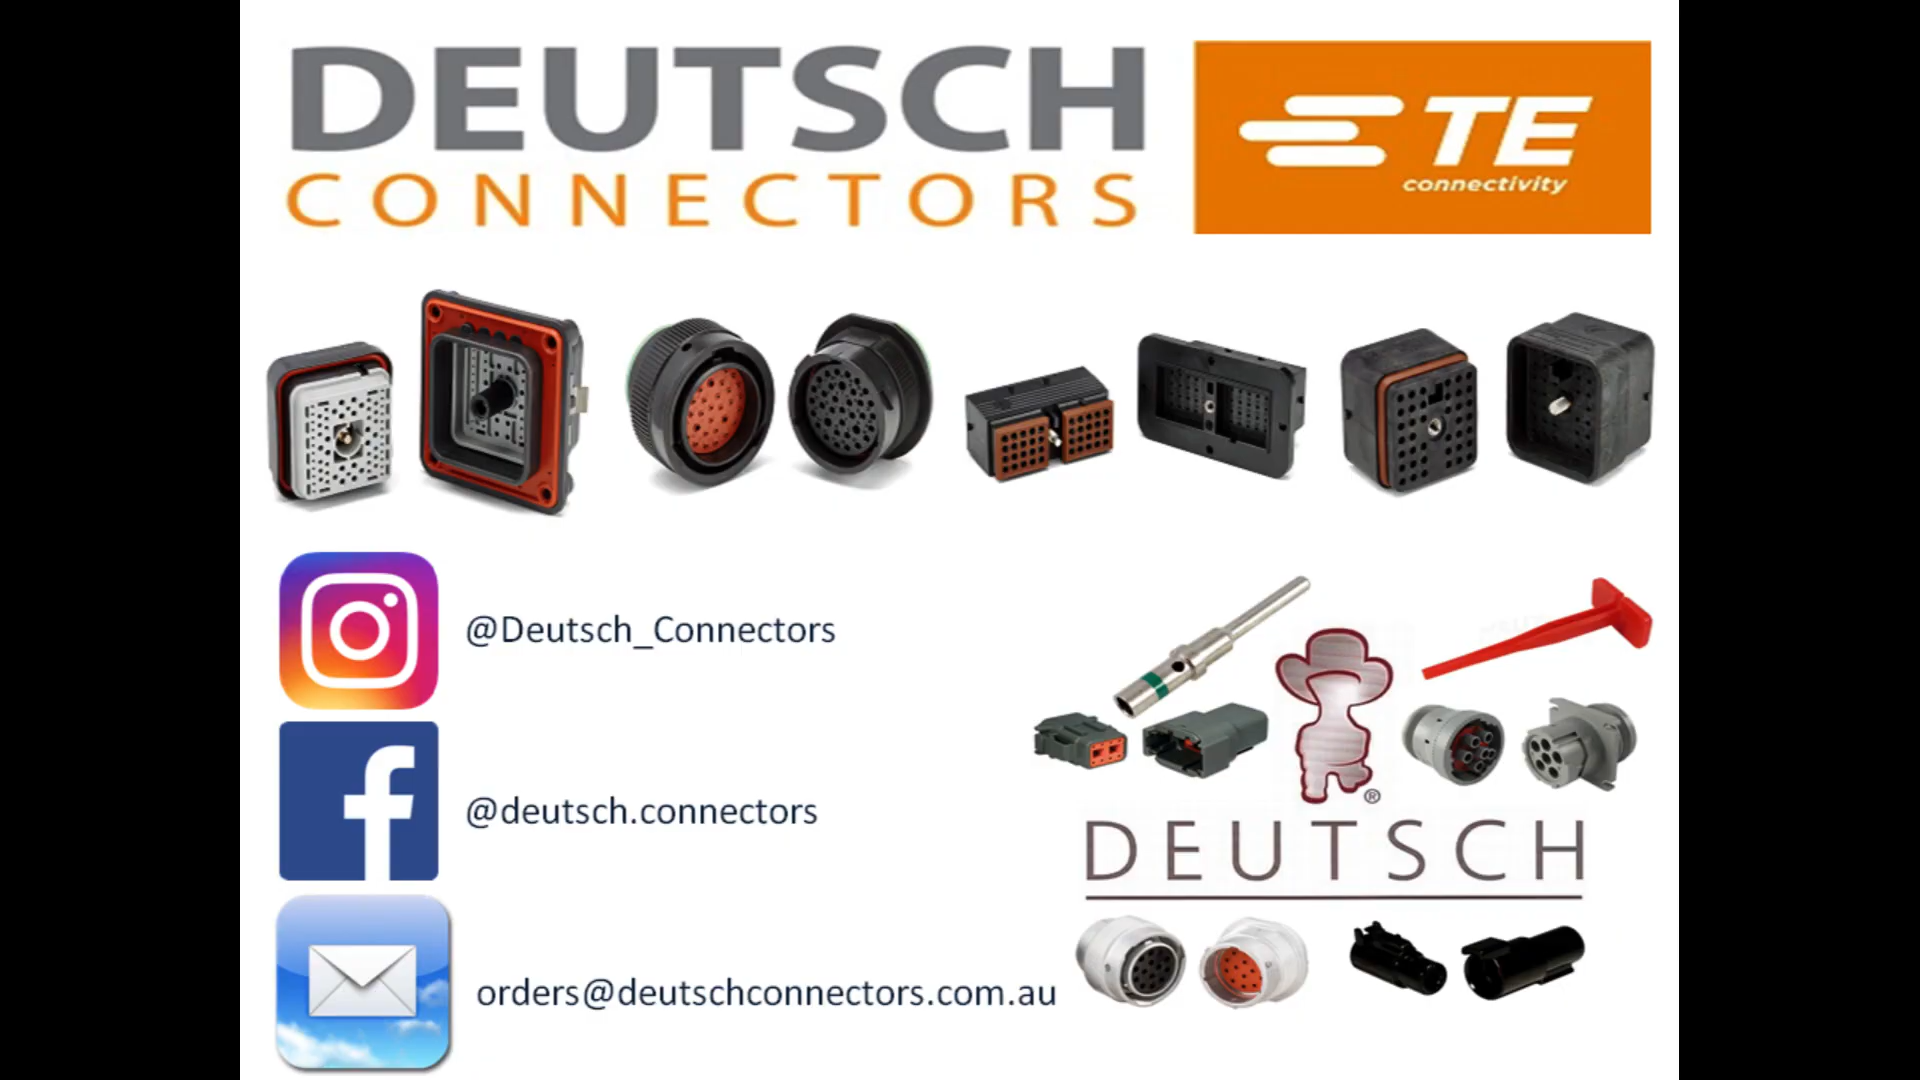 DEUTSCH
CONNECTORS
TE
connectivity
@Deutsch_Connectors
@deutsch.connectors
®
DEUTSCH
orders@deutschconnectors.com.au